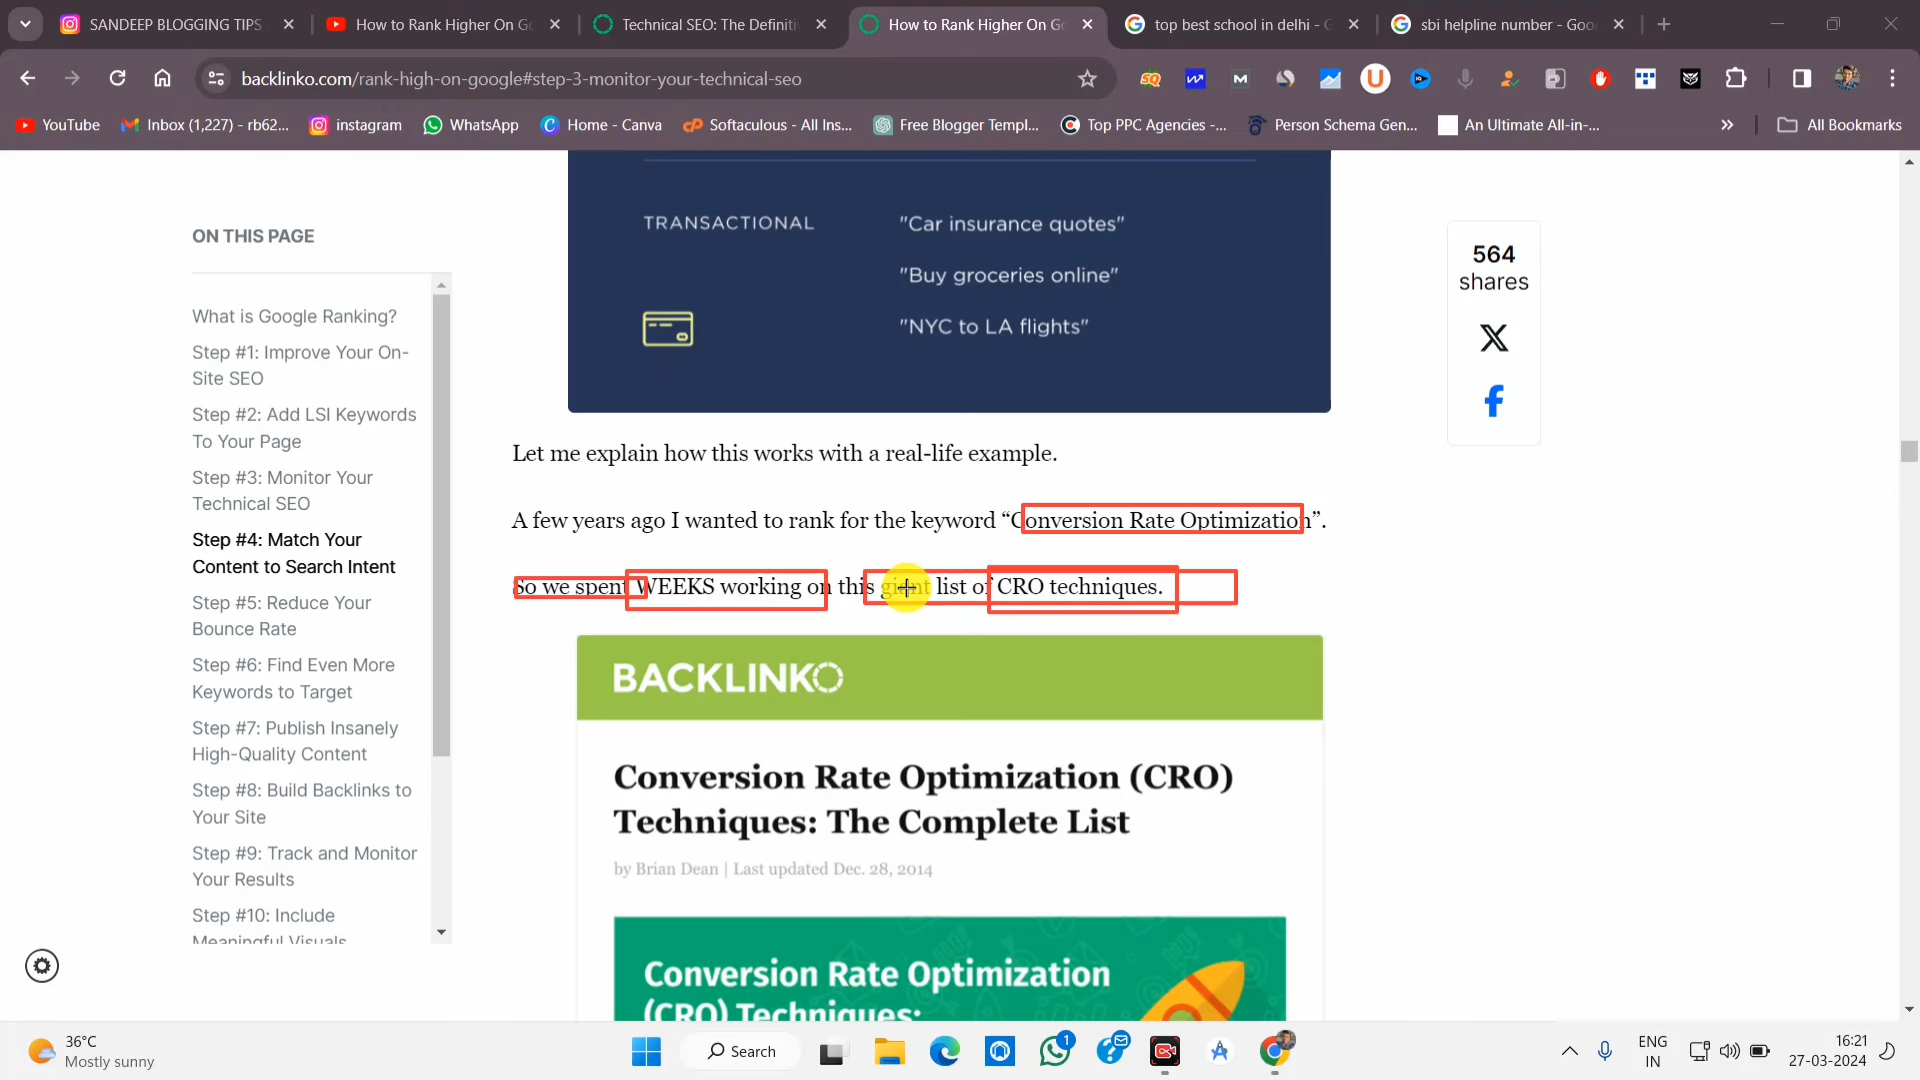 SANDEEP BLOGGING TIPS
How to Rank Higher On Go
Technical SEO: The Definiti
How to Rank Higher On Go
top best school in delhi - G
sbi helpline number - Goo
backlinko.com/rank-high-on-google#step-3-monitor-your-technical-seo
YouTube
Inbox (1,227) - rb62...
instagram
WhatsApp
Home - Canva
Softaculous - All Ins...
Free Blogger Templ...
Top PPC Agencies -...
Person Schema Gen...
An Ultimate All-in-...
All Bookmarks
ON THIS PAGE
What is Google Ranking?
Step #1: Improve Your On-
Site SEO
Step #2: Add LSI Keywords
To Your Page
Step #3: Monitor Your
Technical SEO
Step #4: Match Your
Content to Search Intent
Step #5: Reduce Your
Bounce Rate
Step #6: Find Even More
Keywords to Target
Step #7: Publish Insanely
High-Quality Content
Step #8: Build Backlinks to
Your Site
Step #9: Track and Monitor
Your Results
Step #10: Include
Meaningful Visuals
TRANSACTIONAL
"Car insurance quotes"
"Buy groceries online"
"NYC to LA flights"
Let me explain how this works with a real-life example.
A few years ago I wanted to rank for the keyword “Conversion Rate Optimization”.
So we spent WEEKS working on this giant list of CRO techniques.
BACKLINKO
Conversion Rate Optimization (CRO)
Techniques: The Complete List
by Brian Dean | Last updated Dec. 28, 2014
Conversion Rate Optimization
(CRO) Techniques:
564
shares
36°C
Mostly sunny
Search
1
ENG
IN
16:21
27-03-2024